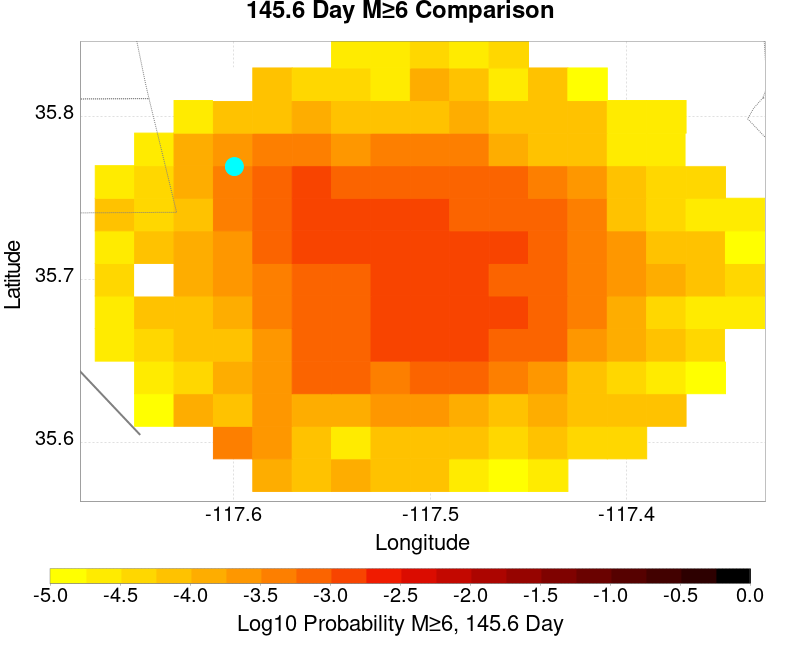 145.6 Day M≥6 Comparison
35.8
35.7
35.6
Latitude
-117.6 -117.5 -117.4
Longitude
-5.0 -4.5 -4.0 -3.5 -3.0 -2.5 -2.0 -1.5 -1.0 -0.5 0.0
Log10 Probability M≥6, 145.6 Day